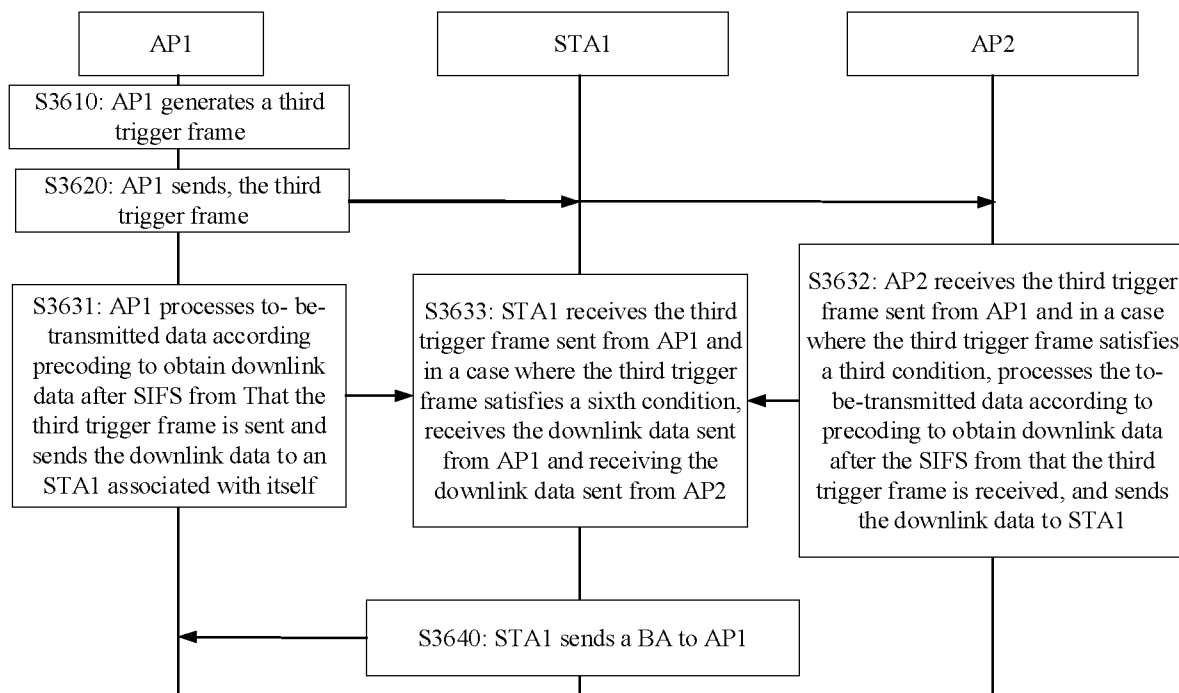 AP1
STA1
AP2
S3610: AP1 generates a third
trigger frame
S3620: AP1 sends, the third
trigger frame
S3631: AP1 processes to- be-
transmitted data according
precoding to obtain downlink
data after SIFS from That the
third trigger frame is sent and
sends the downlink data to an
STA1 associated with itself
S3633: STA1 receives the third
trigger frame sent from AP1 and
in a case where the third trigger
frame satisfies a sixth condition,
receives the downlink data sent
from AP1 and receiving the
downlink data sent from AP2
S3632: AP2 receives the third trigger
frame sent from AP1 and in a case
where the third trigger frame satisfies
a third condition, processes the to-
be-transmitted data according to
precoding to obtain downlink data
after the SIFS from that the third
trigger frame is received, and sends
the downlink data to STA1
S3640: STA1 sends a BA to AP1